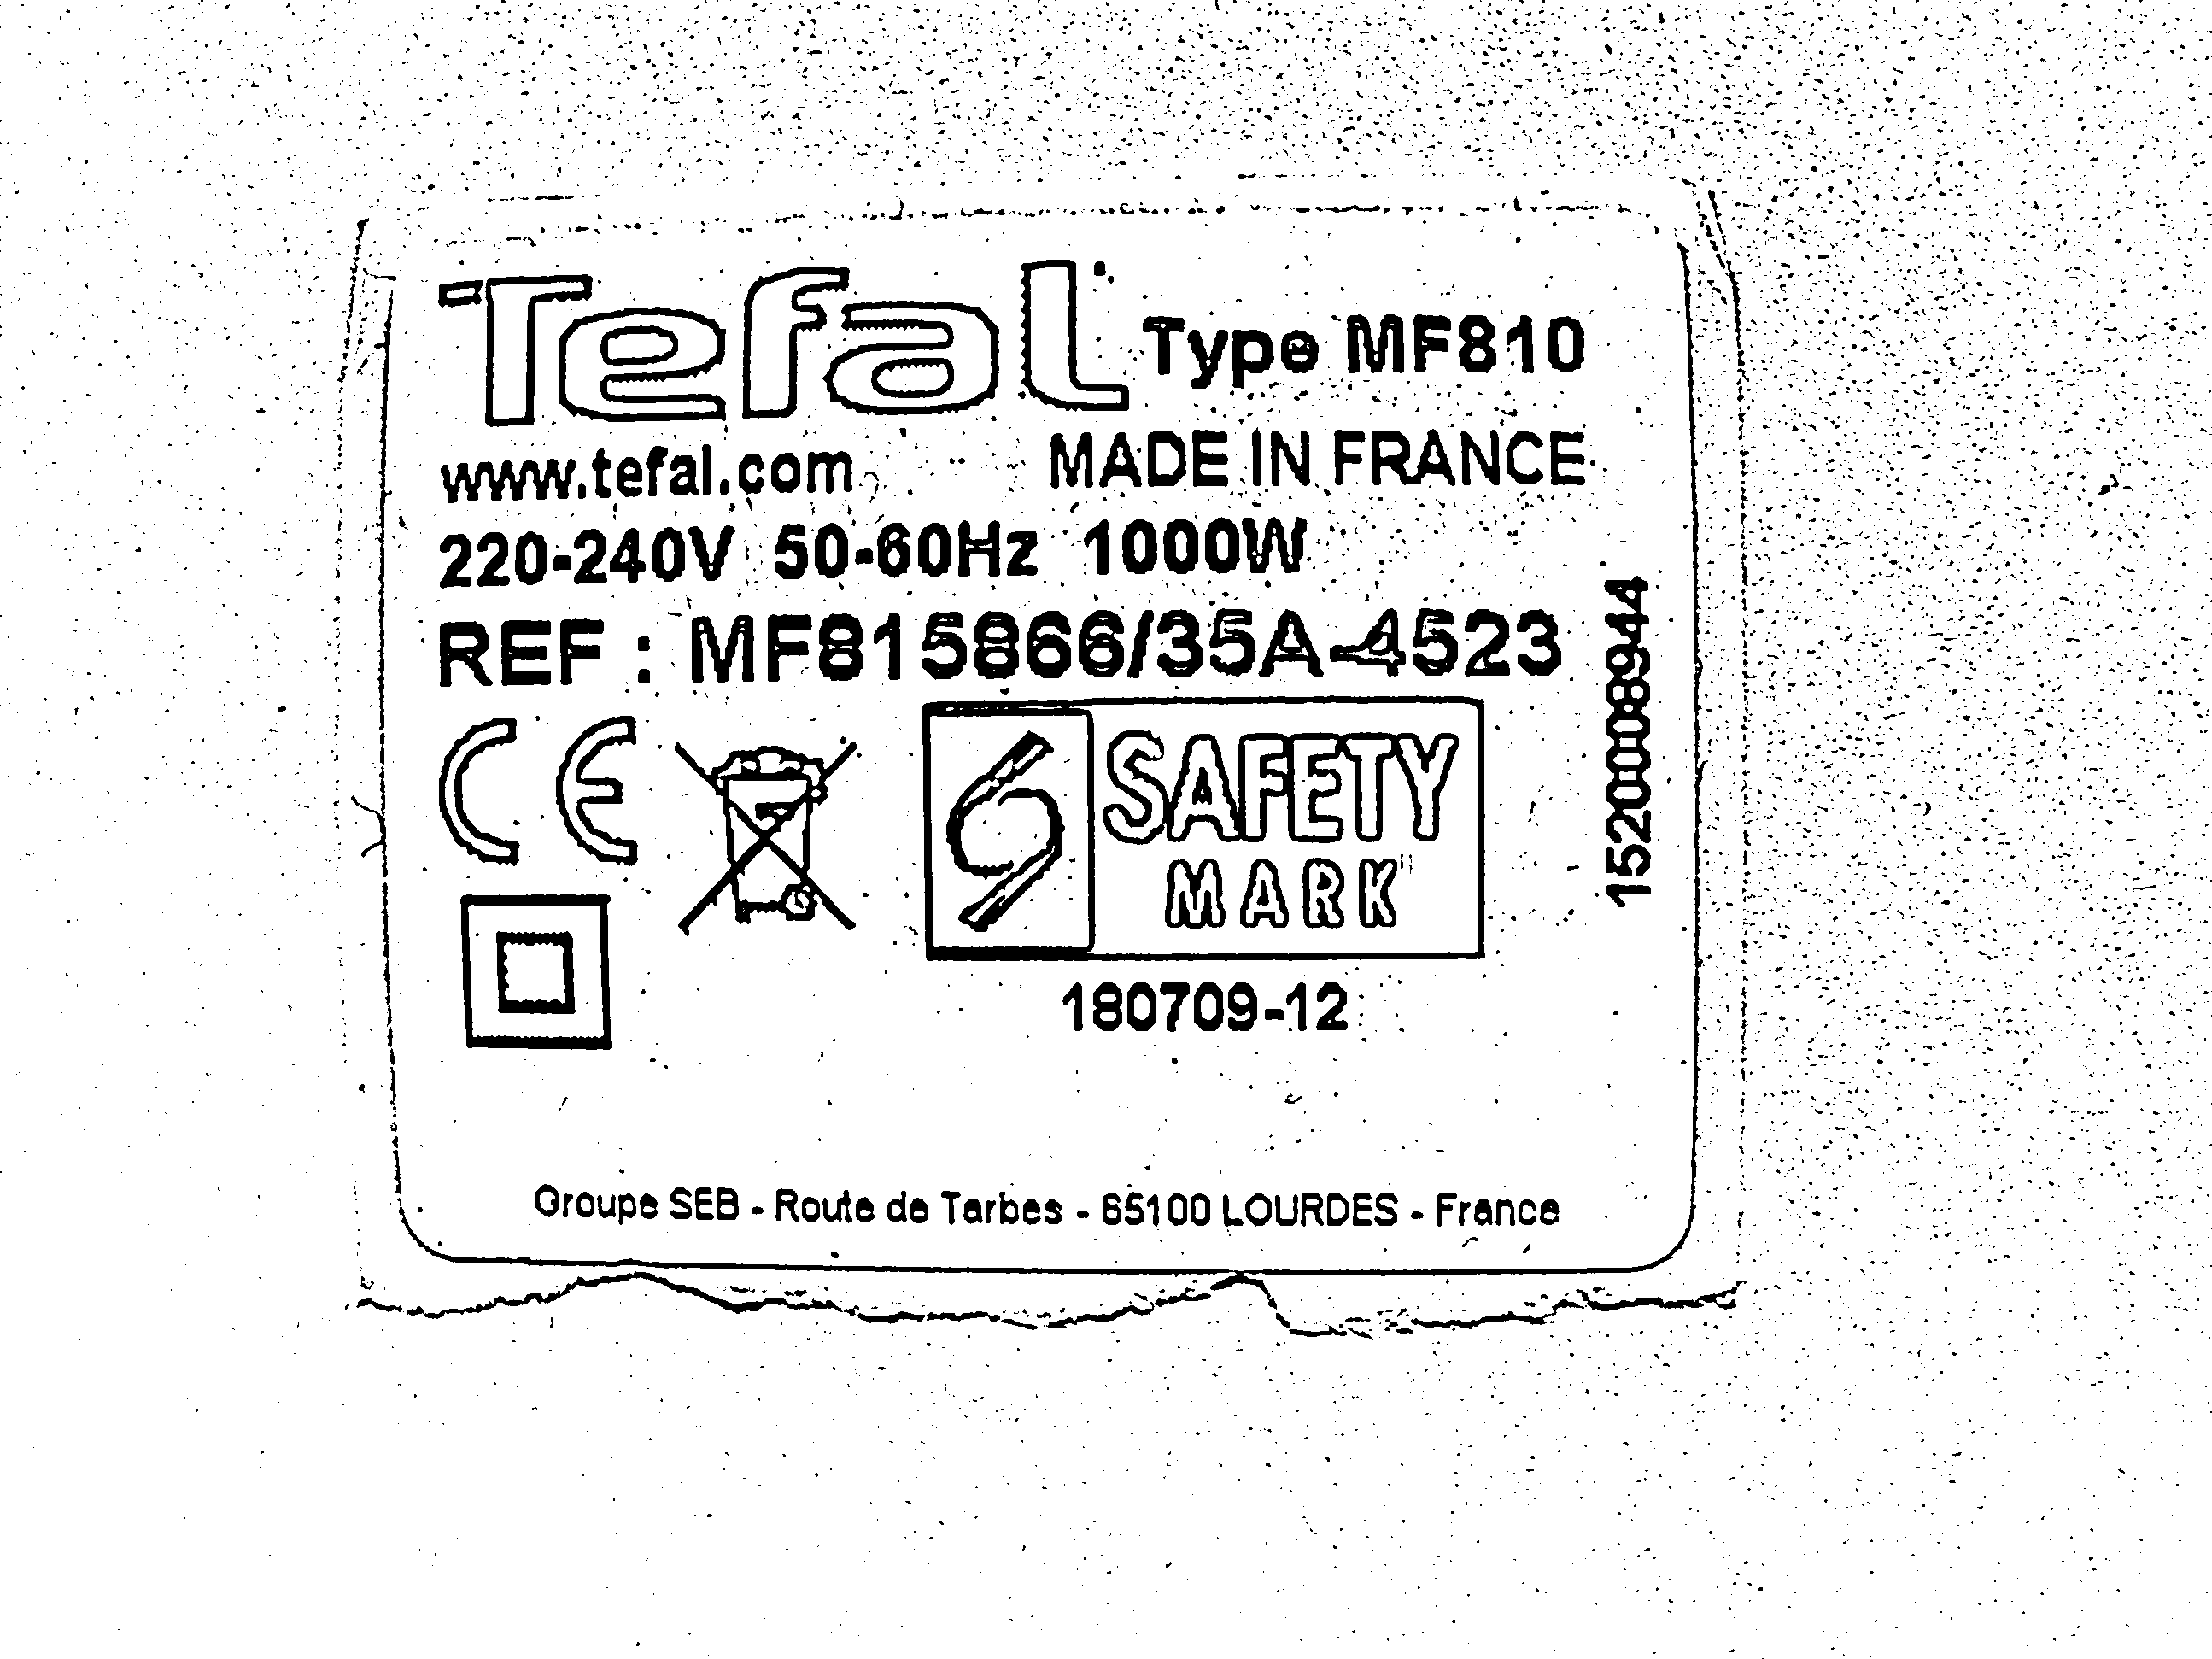 Tefal Type MF810
www.tefal.com MADE IN FRANCE
220-240V 50-60Hz 1000W
REF : MF815866/35A-4523
CE
SAFETY
MARK
180709-12
1520008944
Groupe SEB - Route de Tarbes - 65100 LOURDES - France